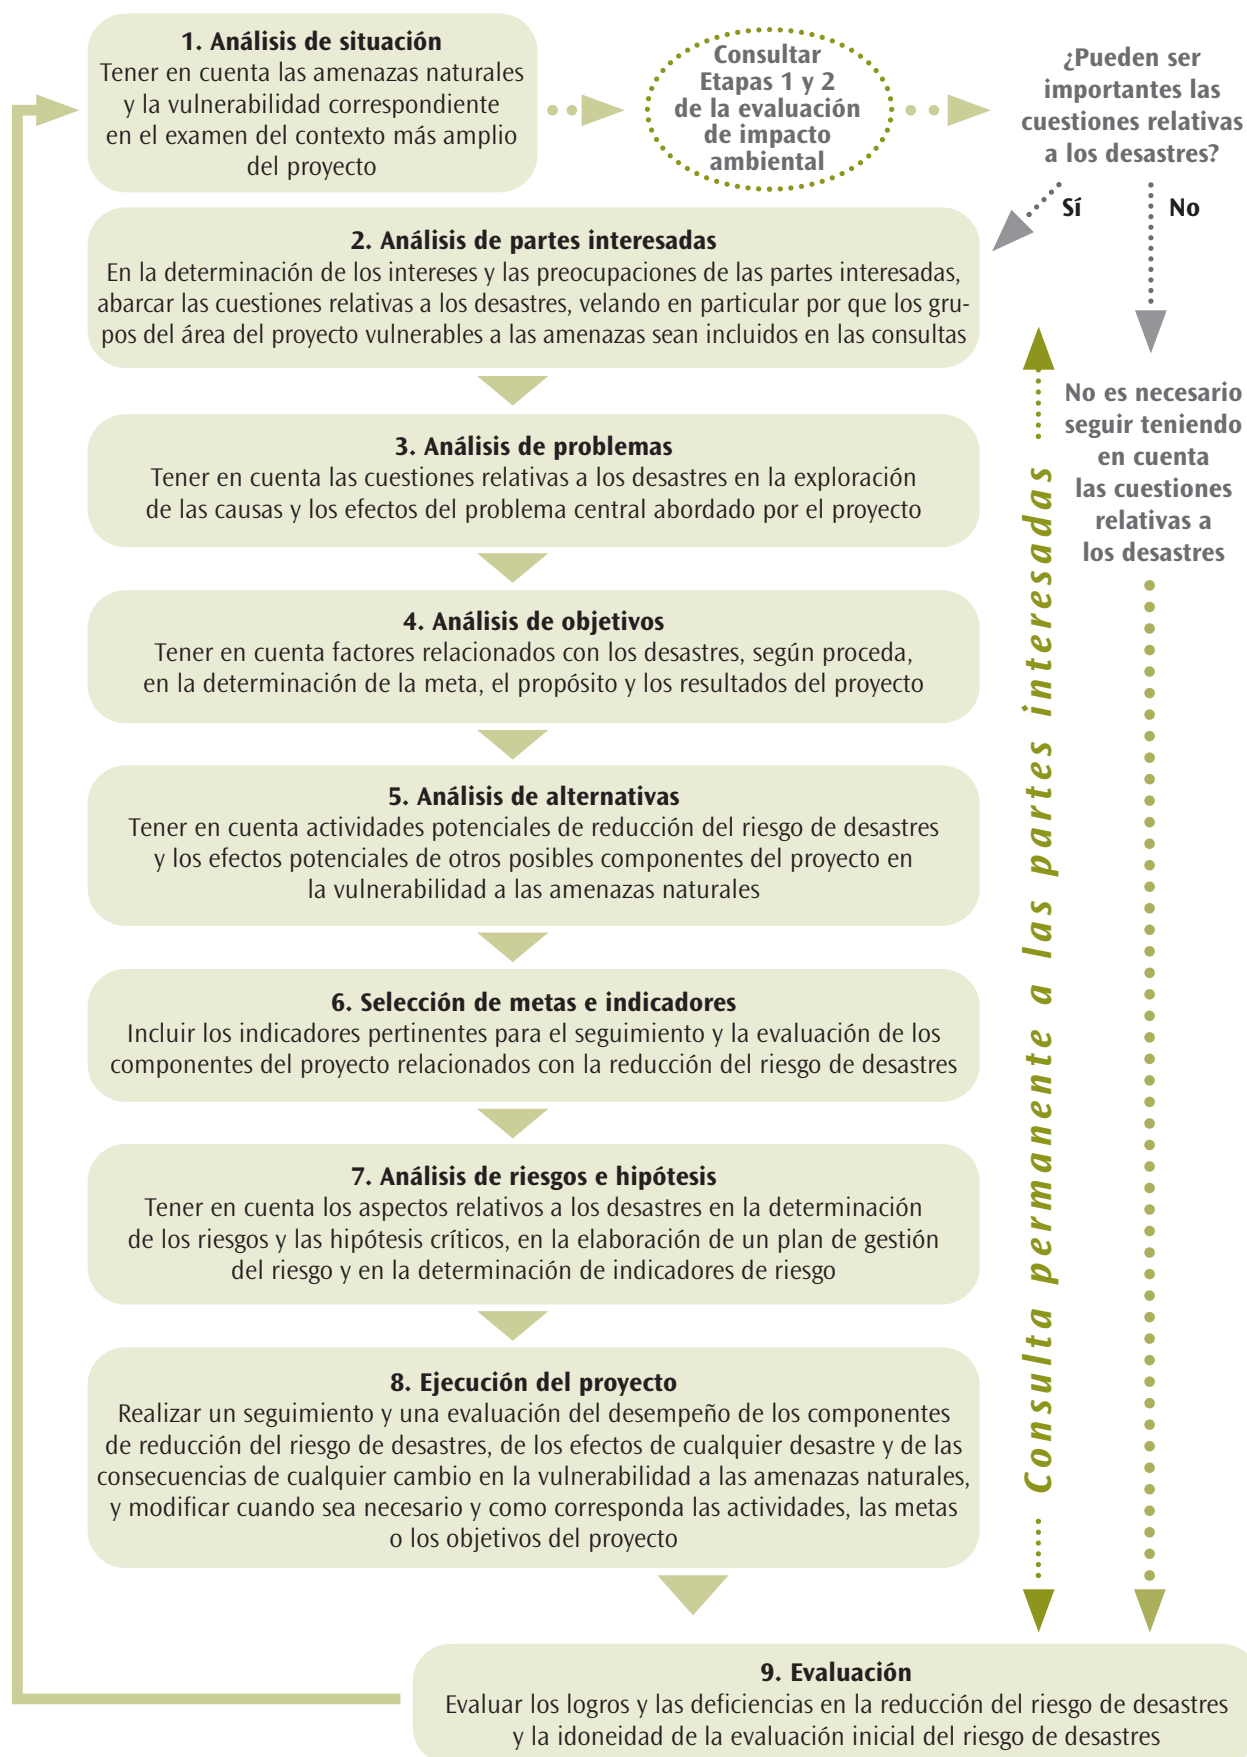 1. Análisis de situación
Tener en cuenta las amenazas naturales
y la vulnerabilidad correspondiente
en el examen del contexto más amplio
del proyecto
Consultar
Etapas 1 y 2
de la evaluación
de impacto
ambiental
¿Pueden ser
importantes las
cuestiones relativas
a los desastres?
Sí
No
2. Análisis de partes interesadas
En la determinación de los intereses y las preocupaciones de las partes interesadas,
abarcar las cuestiones relativas a los desastres, velando en particular por que los gru-
pos del área del proyecto vulnerables a las amenazas sean incluidos en las consultas
No es necesario
seguir teniendo
en cuenta
las cuestiones
relativas a
los desastres
3. Análisis de problemas
Tener en cuenta las cuestiones relativas a los desastres en la exploración
de las causas y los efectos del problema central abordado por el proyecto
4. Análisis de objetivos
Tener en cuenta factores relacionados con los desastres, según proceda,
en la determinación de la meta, el propósito y los resultados del proyecto
5. Análisis de alternativas
Tener en cuenta actividades potenciales de reducción del riesgo de desastres
y los efectos potenciales de otros posibles componentes del proyecto en
la vulnerabilidad a las amenazas naturales
6. Selección de metas e indicadores
Incluir los indicadores pertinentes para el seguimiento y la evaluación de los
componentes del proyecto relacionados con la reducción del riesgo de desastres
7. Análisis de riesgos e hipótesis
Tener en cuenta los aspectos relativos a los desastres en la determinación
de los riesgos y las hipótesis críticos, en la elaboración de un plan de gestión
del riesgo y en la determinación de indicadores de riesgo
8. Ejecución del proyecto
Realizar un seguimiento y una evaluación del desempeño de los componentes
de reducción del riesgo de desastres, de los efectos de cualquier desastre y de las
consecuencias de cualquier cambio en la vulnerabilidad a las amenazas naturales,
y modificar cuando sea necesario y como corresponda las actividades, las metas
o los objetivos del proyecto
Consulta permanente a las partes interesadas
9. Evaluación
Evaluar los logros y las deficiencias en la reducción del riesgo de desastres
y la idoneidad de la evaluación inicial del riesgo de desastres